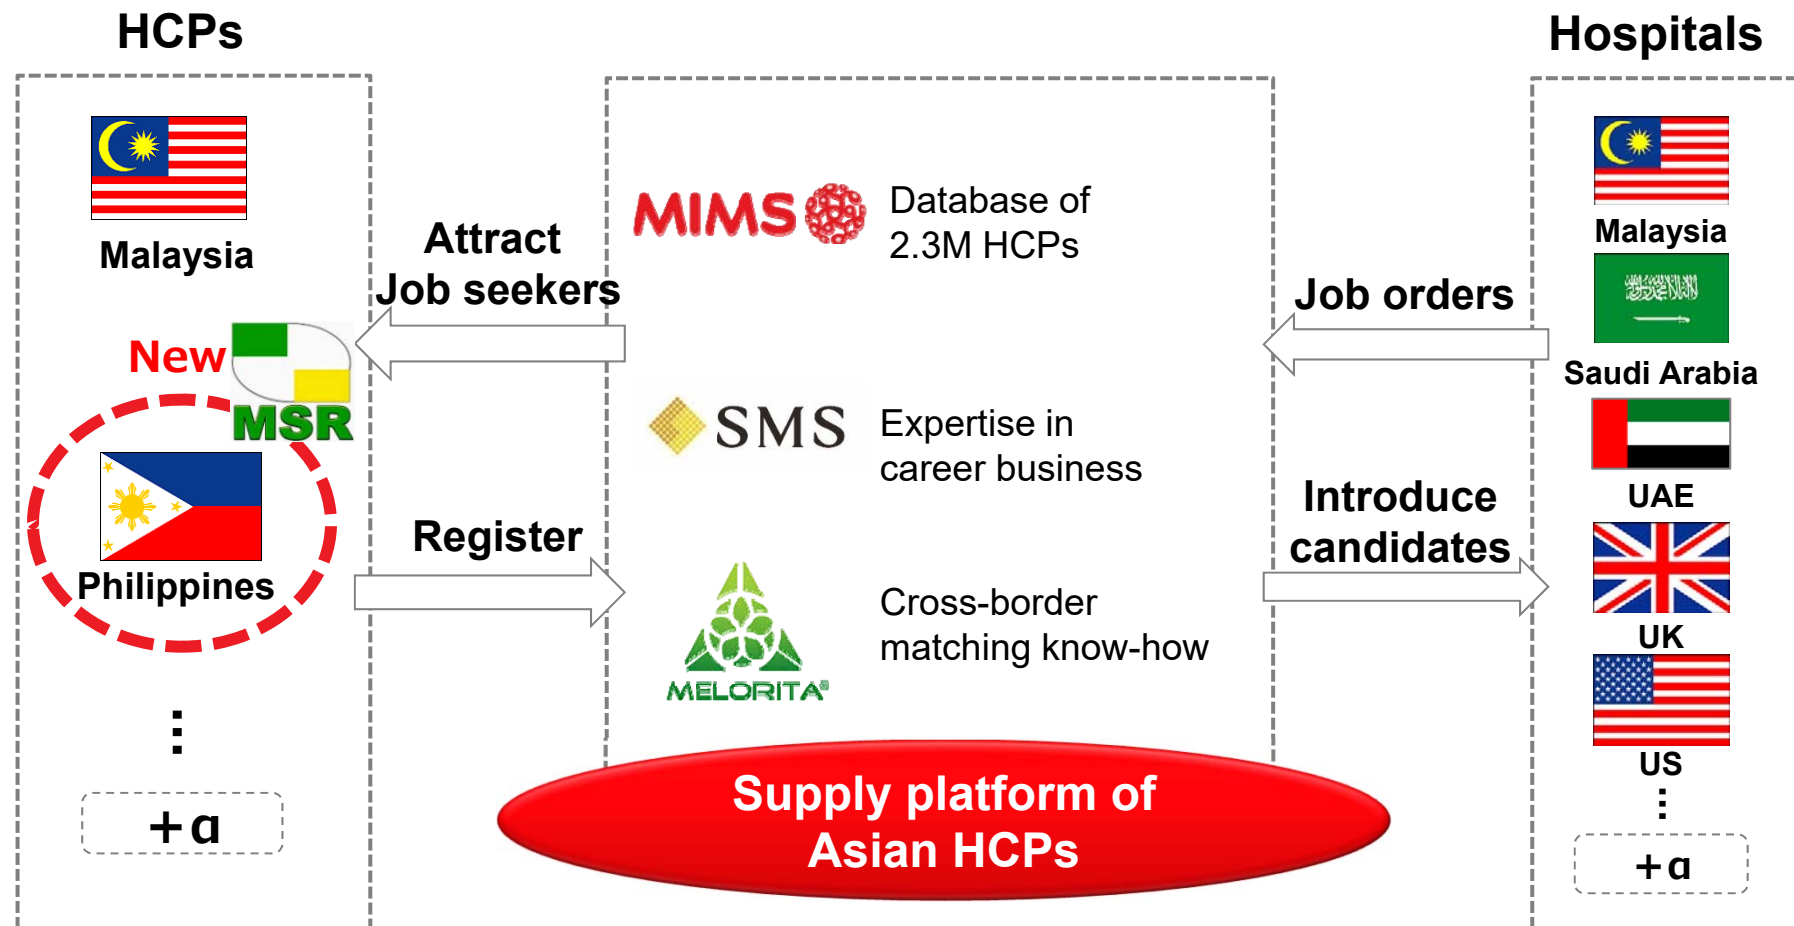 HCPs
Malaysia
New
MSR
Philippines
⋮
+α
Attract
Job seekers
Register
MIMS
Database of
2.3M HCPs
SMS
Expertise in
career business
MELORITA®
Cross-border
matching know-how
Supply platform of
Asian HCPs
Job orders
Introduce
candidates
Hospitals
Malaysia
Saudi Arabia
UAE
UK
US
⋮
+α